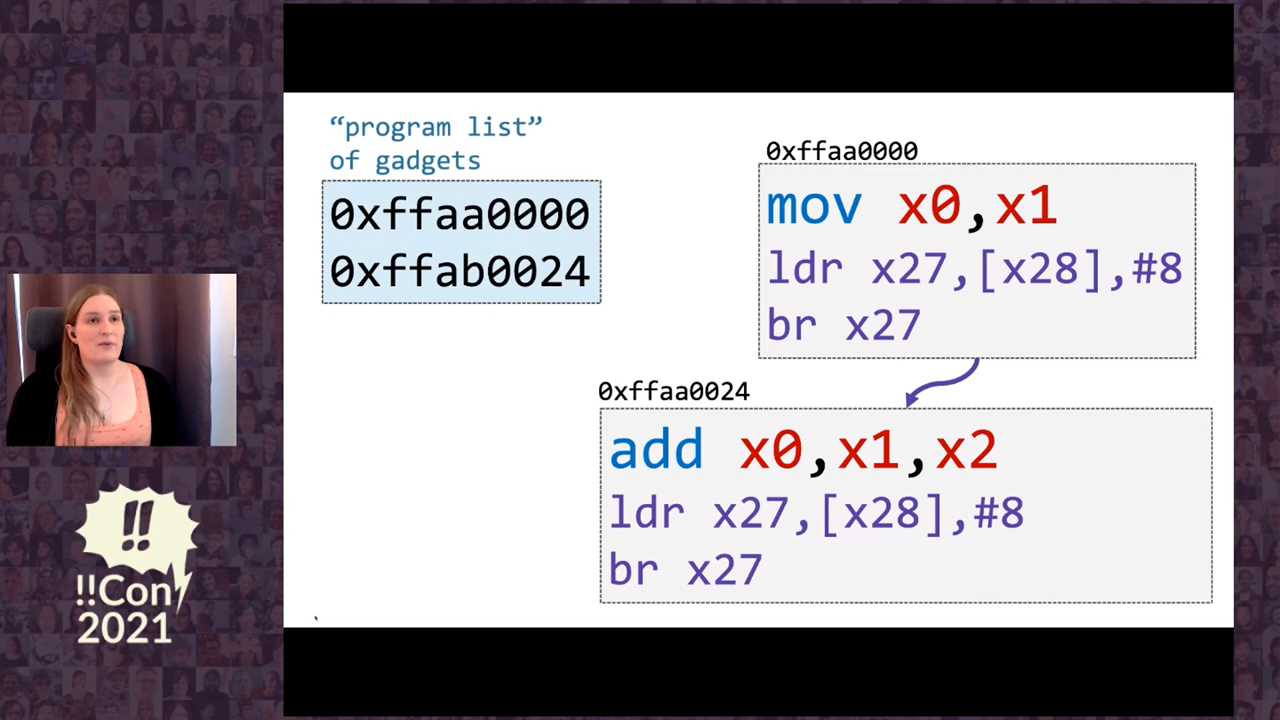 “program list”
of gadgets
0xffaa0000
0xffab0024
0xffaa0000
mov x0,x1
ldr x27,[x28],#8
br x27
0xffaa0024
add x0,x1,x2
ldr x27,[x28],#8
br x27
!!
!!Con
2021